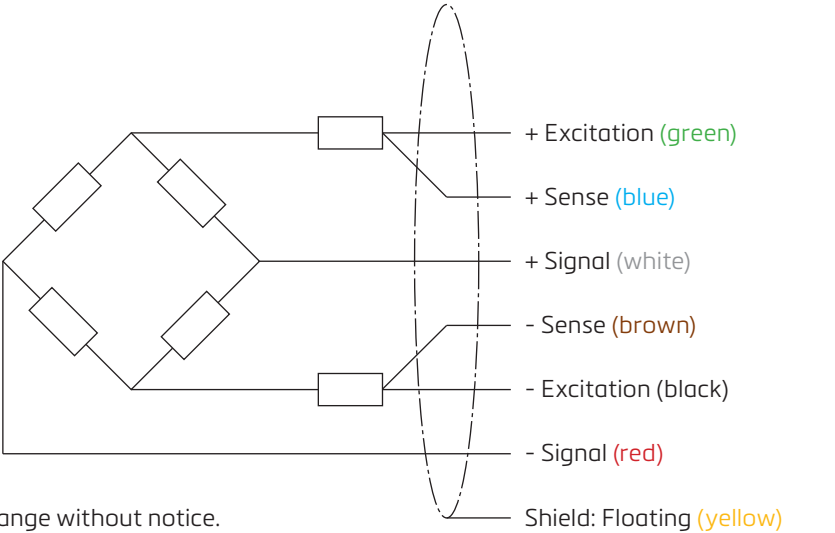 + Excitation (green)
+ Sense (blue)
+ Signal (white)
- Sense (brown)
- Excitation (black)
- Signal (red)
ange without notice.
Shield: Floating (yellow)